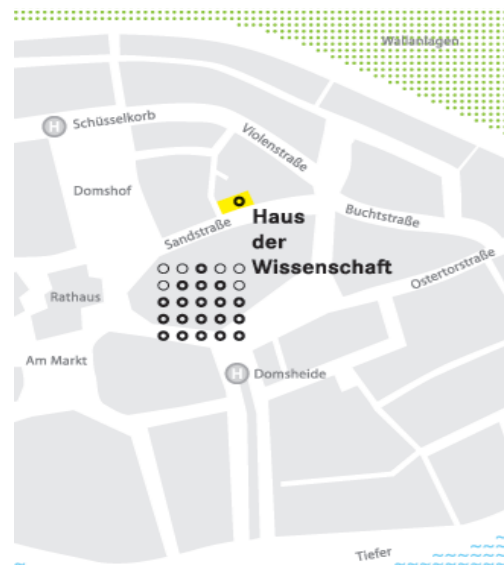 Wallanlagen
H Schüsselkorb
Violenstraße
Domshof
Sandstraße
Haus
der
Wissenschaft
Buchtstraße
Ostertorstraße
Rathaus
Am Markt
H Domsheide
Tiefer